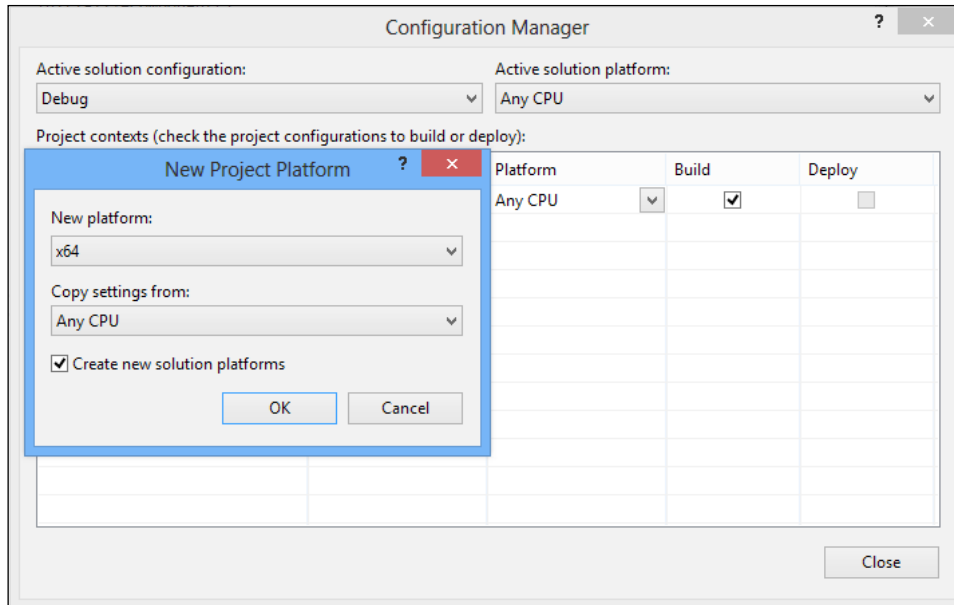 Configuration Manager
?
Active solution configuration:
Active solution platform:
Debug
Any CPU
Project contexts (check the project configurations to build or deploy):
New Project Platform
?
Platform
Build
Deploy
Any CPU
New platform:
x64
Copy settings from:
Any CPU
Create new solution platforms
OK
Cancel
Close